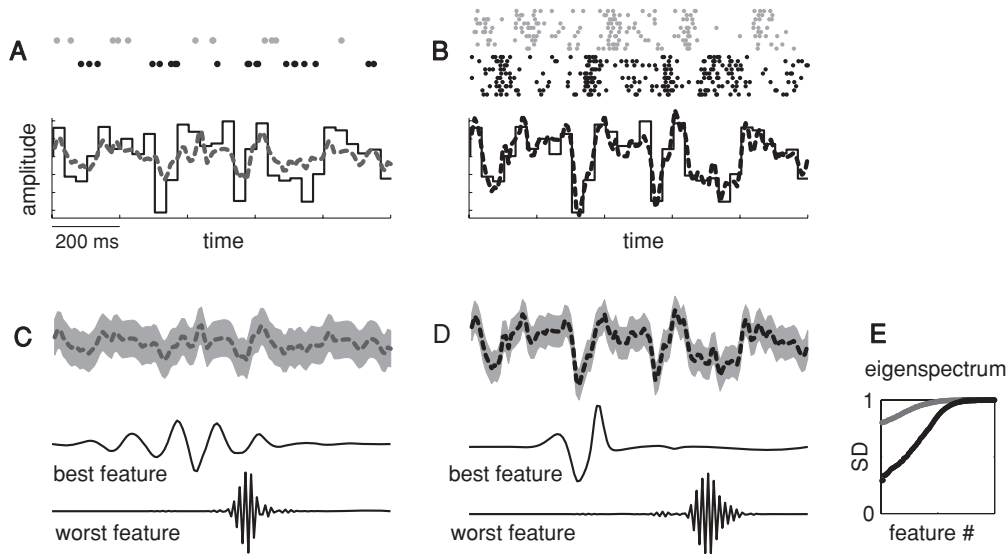 A
B
amplitude
200 ms
time
time
C
best feature
worst feature
D
best feature
worst feature
E
eigenspectrum
1
SD
0
feature #